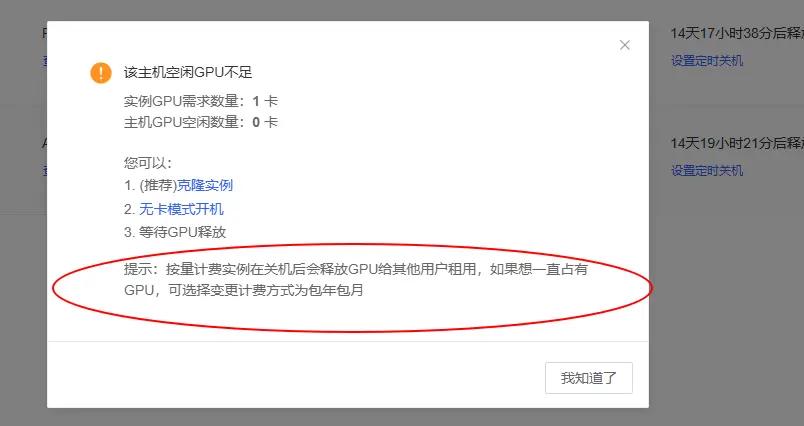 14天17小时38分后释放
设置定时关机
14天19小时21分后释放
设置定时关机
该主机空闲GPU不足
实例GPU需求数量：1 卡
主机GPU空闲数量：0 卡
您可以：
1. (推荐)克隆实例
2. 无卡模式开机
3. 等待GPU释放
提示：按量计费实例在关机后会释放GPU给其他用户租用，如果想一直占有
GPU，可选择变更计费方式为包年包月
我知道了